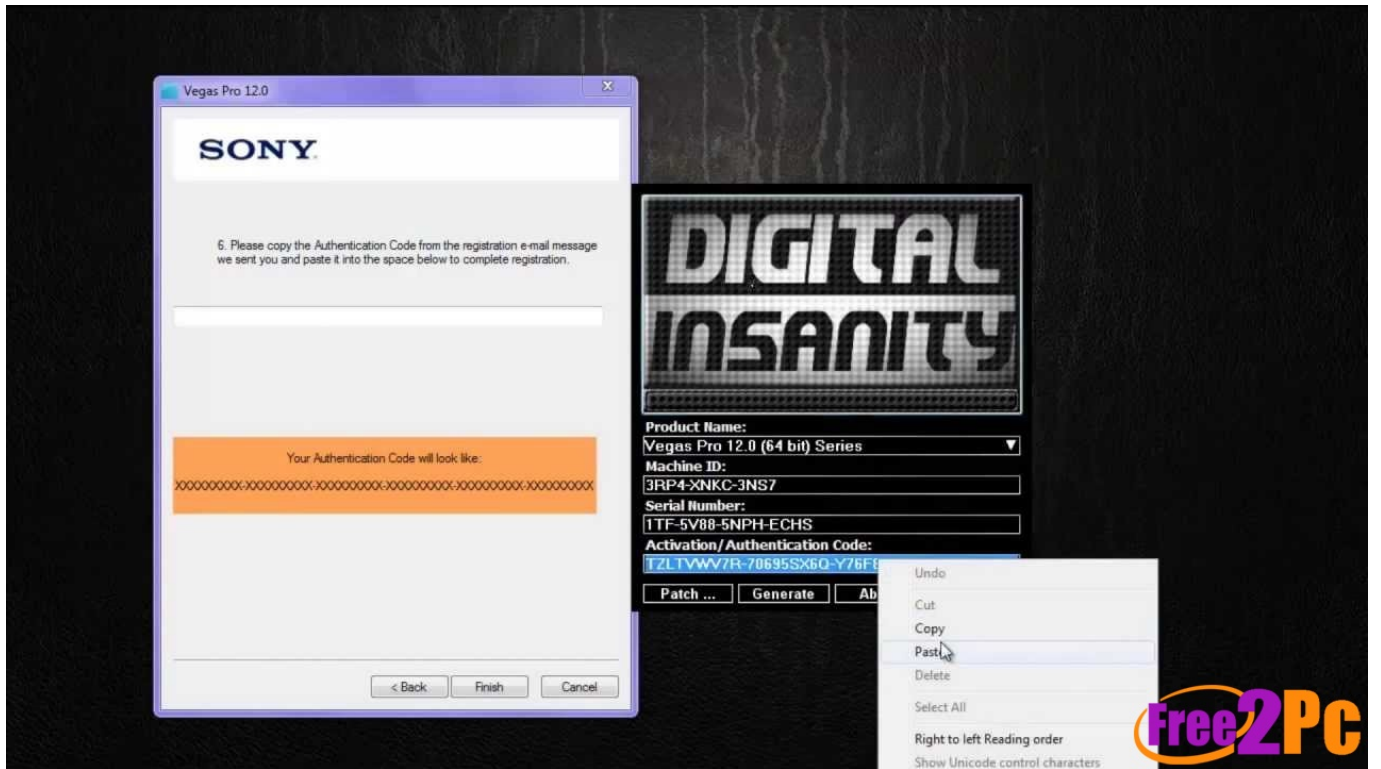 Vegas Pro 12.0
SONY
6. Please copy the Authentication Code from the registration e-mail message
we sent you and paste it into the space below to complete registration.
Your Authentication Code will look like:
XXXXXXXXX-XXXXXXXXX-XXXXXXXXX-XXXXXXXXX-XXXXXXXXX-XXXXXXXXX
< Back
Finish
Cancel
DIGITAL
INSANITY
Product Name:
Vegas Pro 12.0 (64 bit) Series
Machine ID:
3RP4-XNKC-3NS7
Serial Number:
1TF-5V88-5NPH-ECHS
Activation/Authentication Code:
Patch ...
Generate
Undo
Cut
Copy
Paste
Delete
Select All
Right to left Reading order
Show Unicode control characters
Free2Pc